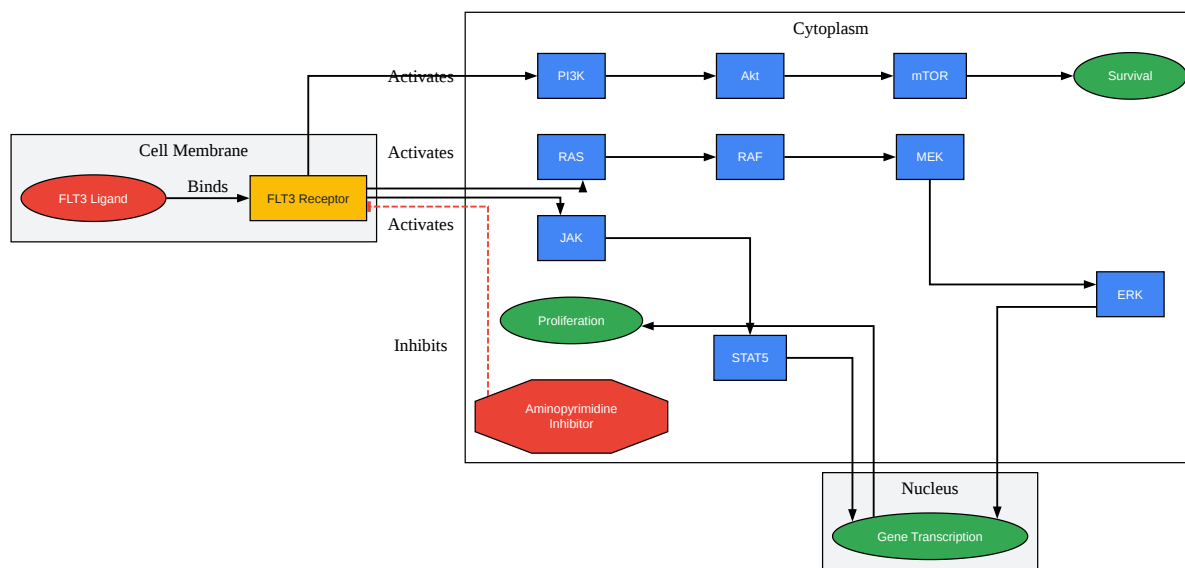 Cytoplasm
Activates
PI3K
Akt
mTOR
Survival
Cell Membrane
Activates
RAS
RAF
MEK
FLT3 Ligand
Binds
FLT3 Receptor
Activates
JAK
ERK
Proliferation
Inhibits
STAT5
Aminopyrimidine
Inhibitor
Nucleus
Gene Transcription